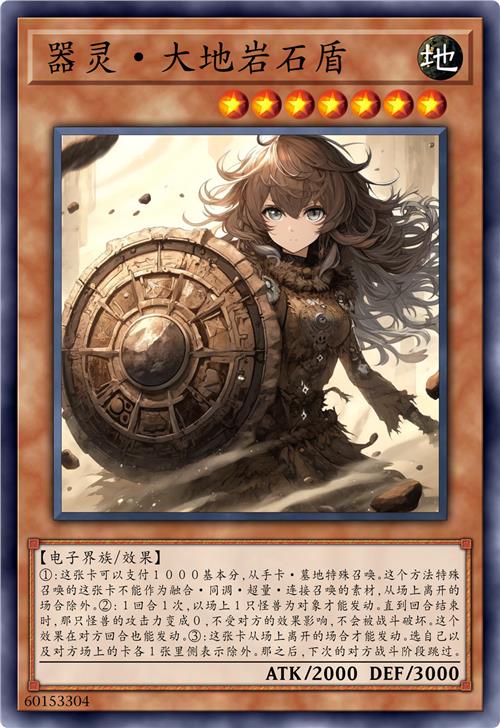 器灵·大地岩石盾
地
【电子界族/效果】
①:这张卡可以支付1000基本分,从手卡·墓地特殊召唤。这个方法特殊
召唤的这张卡不能作为融合·同调·超量·连接召唤的素材,从场上离开的
场合除外。②:1回合1次,以场上1只怪兽为对象才能发动。直到回合结束
时,那只怪兽的攻击力变成0,不受对方的效果影响,不会被战斗破坏。这个
效果在对方回合也能发动。③:这张卡从场上离开的场合才能发动。选自己以
及对方场上的卡各1张里侧表示除外。那之后,下次的对方战斗阶段跳过。
ATK/2000 DEF/3000
60153304